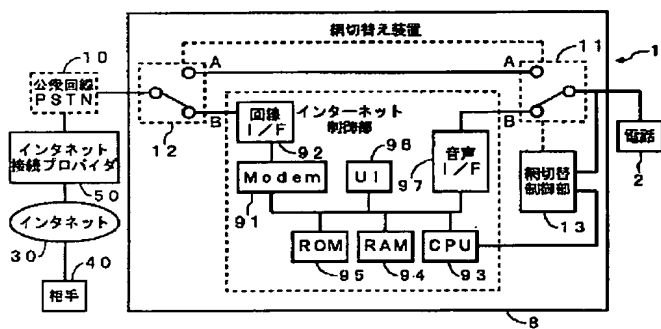 網切替え装置
10
公衆回線
PSTN
A
A
11
1
B
12
回線
I/F
92
インターネット
制御部
B
音声
I/F
97
電話
2
インタネット
接続プロバイダ
50
Modem
91
UI
96
網切替
制御部
13
インタネット
30
ROM
95
RAM
94
CPU
93
40
相手
8